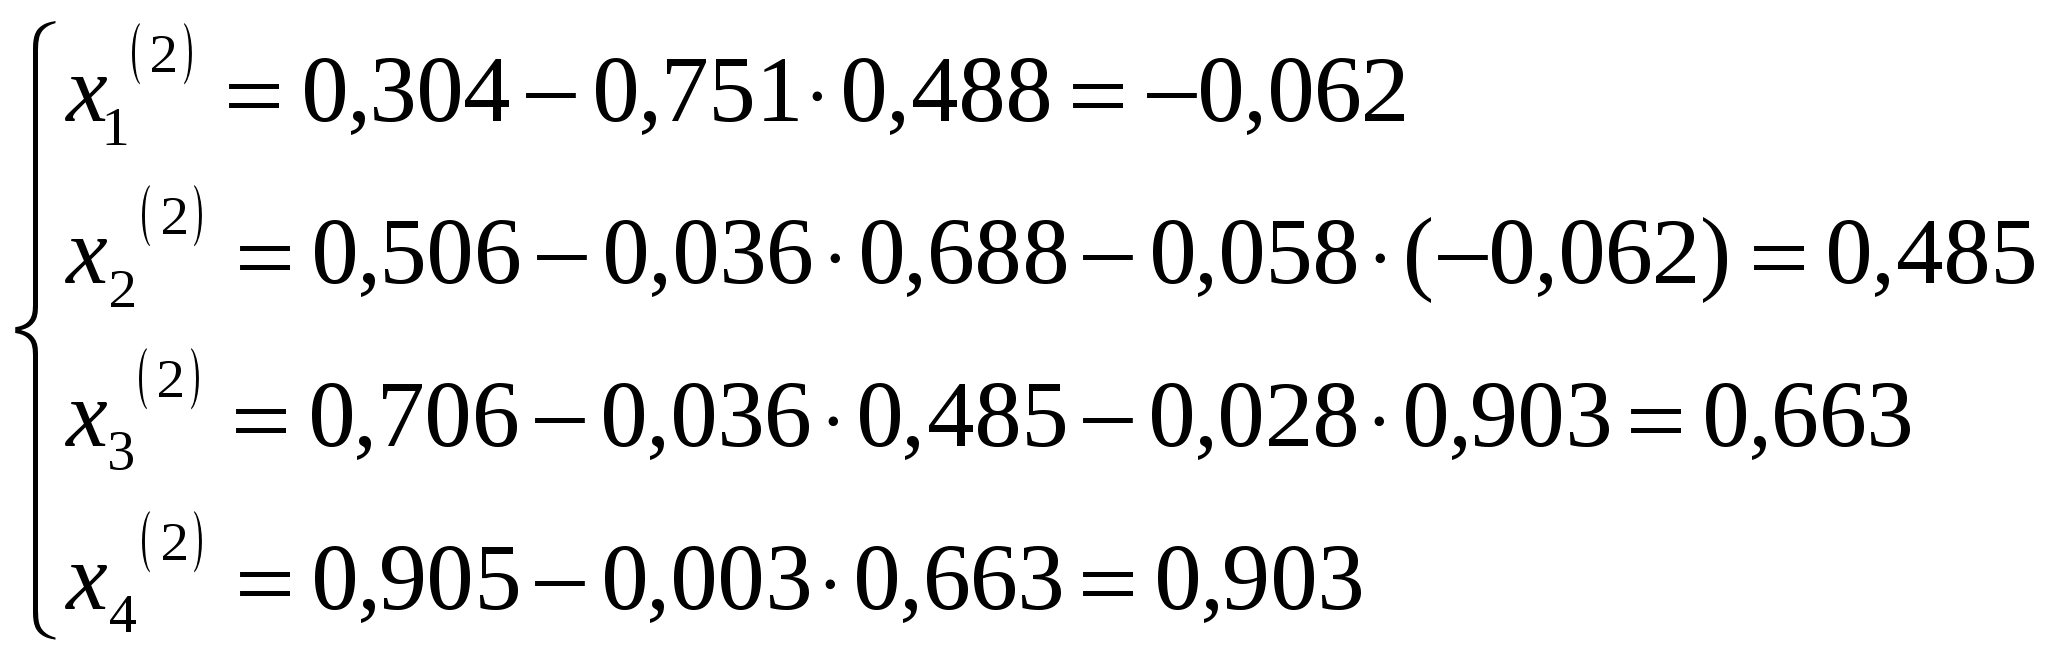 x₁⁽²⁾ = 0,304 − 0,751 · 0,488 = −0,062
x₂⁽²⁾ = 0,506 − 0,036 · 0,688 − 0,058 · (−0,062) = 0,485
x₃⁽²⁾ = 0,706 − 0,036 · 0,485 − 0,028 · 0,903 = 0,663
x₄⁽²⁾ = 0,905 − 0,003 · 0,663 = 0,903